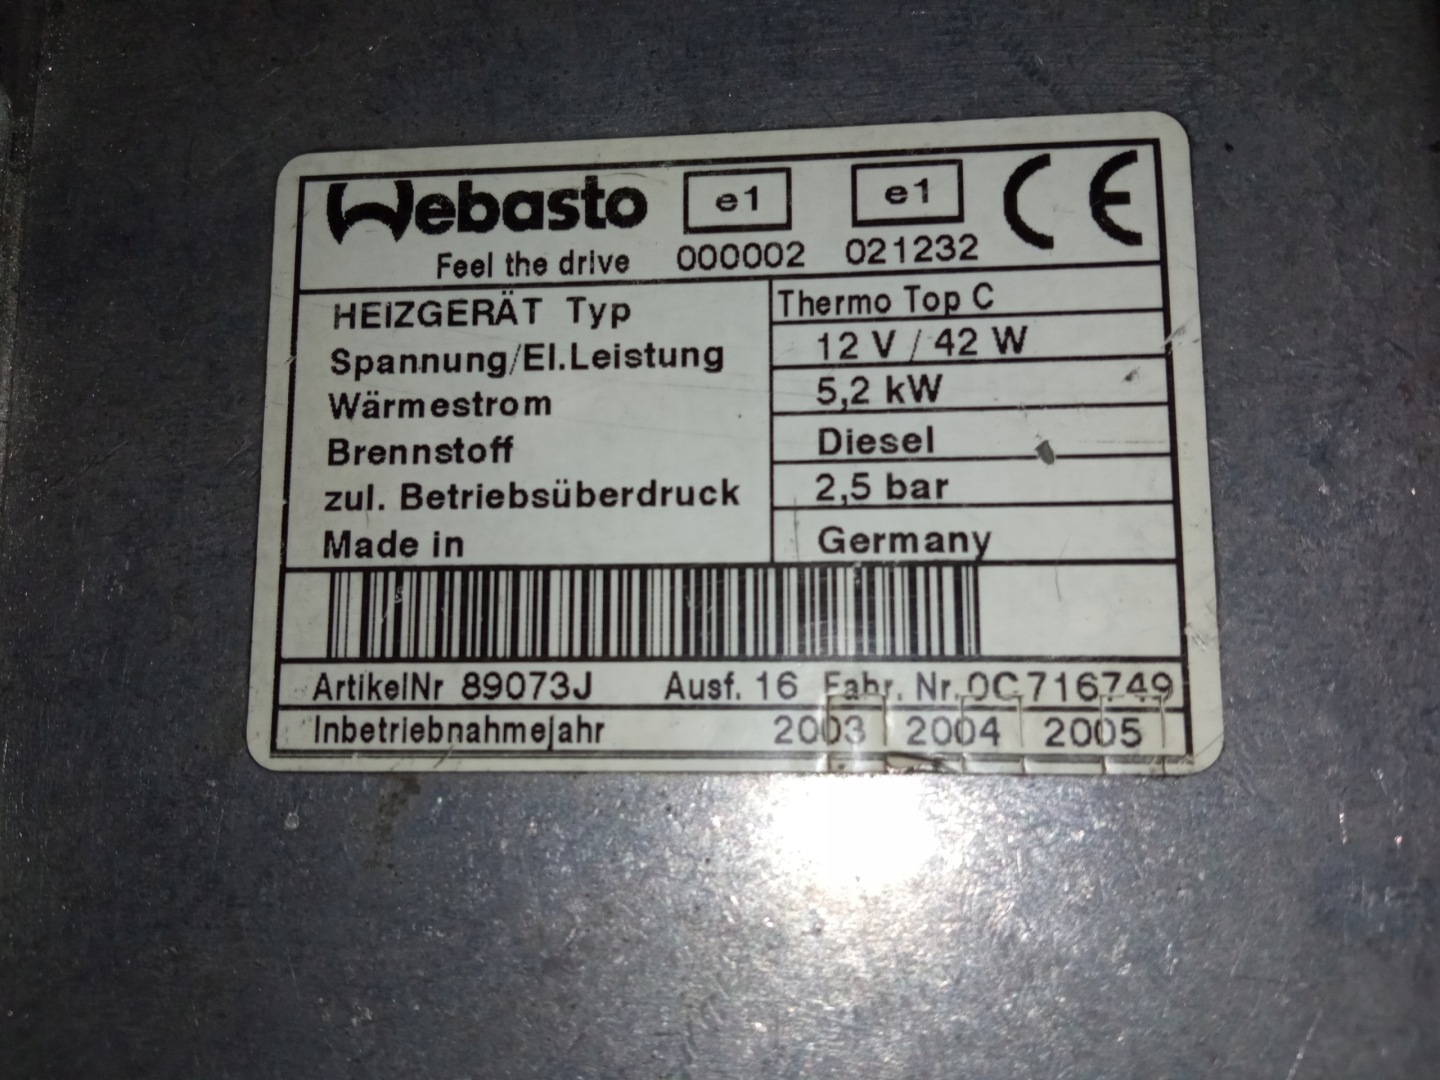 Webasto e1 e1 CE
Feel the drive 000002 021232
HEIZGERÄT Typ Thermo Top C
Spannung/El.Leistung 12 V / 42 W
Wärmestrom 5,2 kW
Brennstoff Diesel
zul. Betriebsüberdruck 2,5 bar
Made in Germany
ArtikelNr 89073J Ausf. 16 Fabr. Nr.0C716749
Inbetriebnahmejahr 2003 2004 2005